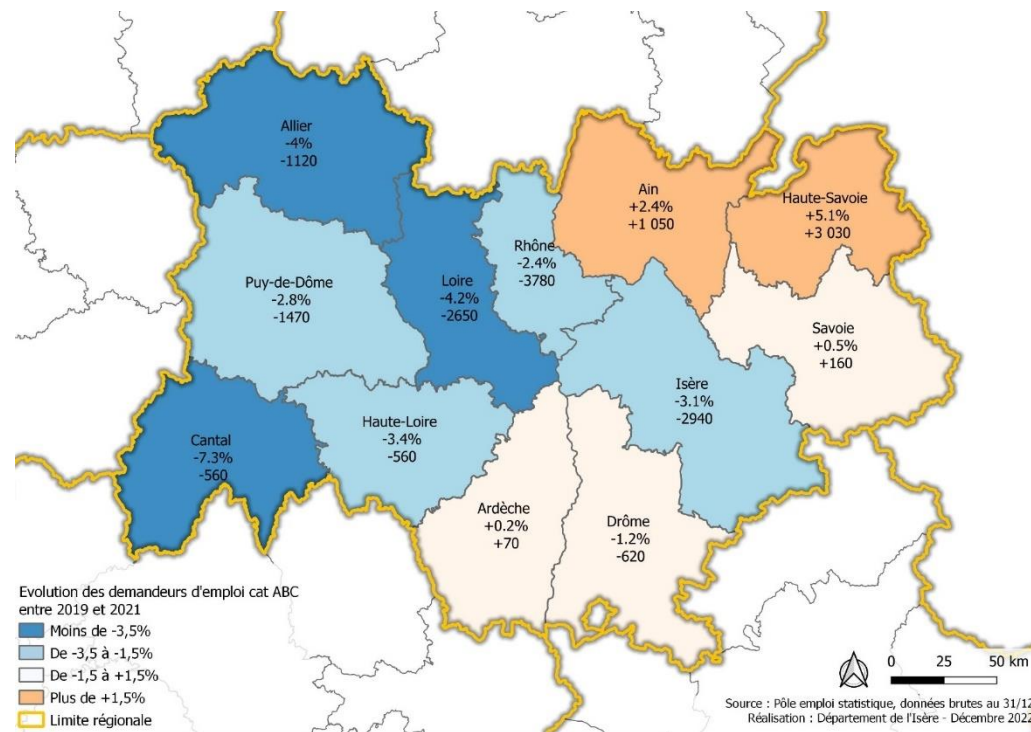 Allier
-4%
-1120
Ain
+2.4%
+1 050
Haute-Savoie
+5.1%
+3 030
Rhône
-2.4%
-3780
Puy-de-Dôme
-2.8%
-1470
Loire
-4.2%
-2650
Savoie
+0.5%
+160
Isère
-3.1%
-2940
Haute-Loire
-3.4%
-560
Cantal
-7.3%
-560
Ardèche
+0.2%
+70
Drôme
-1.2%
-620
Evolution des demandeurs d'emploi cat ABC
entre 2019 et 2021
Moins de -3,5%
De -3,5 à -1,5%
De -1,5 à +1,5%
Plus de +1,5%
Limite régionale
0 25 50 km
Source : Pôle emploi statistique, données brutes au 31/12
Réalisation : Département de l'Isère - Décembre 2022